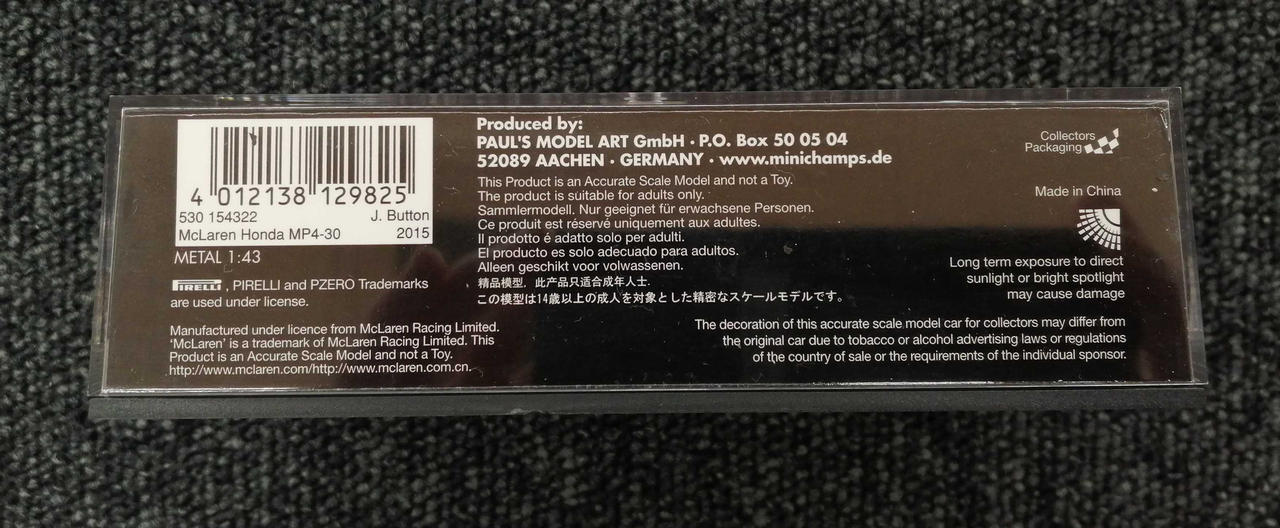 4 012138 129825
530 154322 J. Button
McLaren Honda MP4-30 2015
METAL 1:43
PIRELLI , PIRELLI and PZERO Trademarks
are used under license.
Manufactured under licence from McLaren Racing Limited.
'McLaren' is a trademark of McLaren Racing Limited. This
Product is an Accurate Scale Model and not a Toy.
http://www.mclaren.com/http://www.mclaren.com.cn.
Produced by:
PAUL'S MODEL ART GmbH · P.O. Box 50 05 04
52089 AACHEN · GERMANY · www.minichamps.de
This Product is an Accurate Scale Model and not a Toy.
The product is suitable for adults only.
Sammlermodell. Nur geeignet für erwachsene Personen.
Ce produit est réservé uniquement aux adultes.
Il prodotto é adatto solo per adulti.
El producto es solo adecuado para adultos.
Alleen geschikt voor volwassenen.
精品模型，此产品只适合成年人士.
この模型は14歳以上の成人を対象とした精密なスケールモデルです。
Collectors
Packaging
Made in China
Long term exposure to direct
sunlight or bright spotlight
may cause damage
The decoration of this accurate scale model car for collectors may differ from
the original car due to tobacco or alcohol advertising laws or regulations
of the country of sale or the requirements of the individual sponsor.